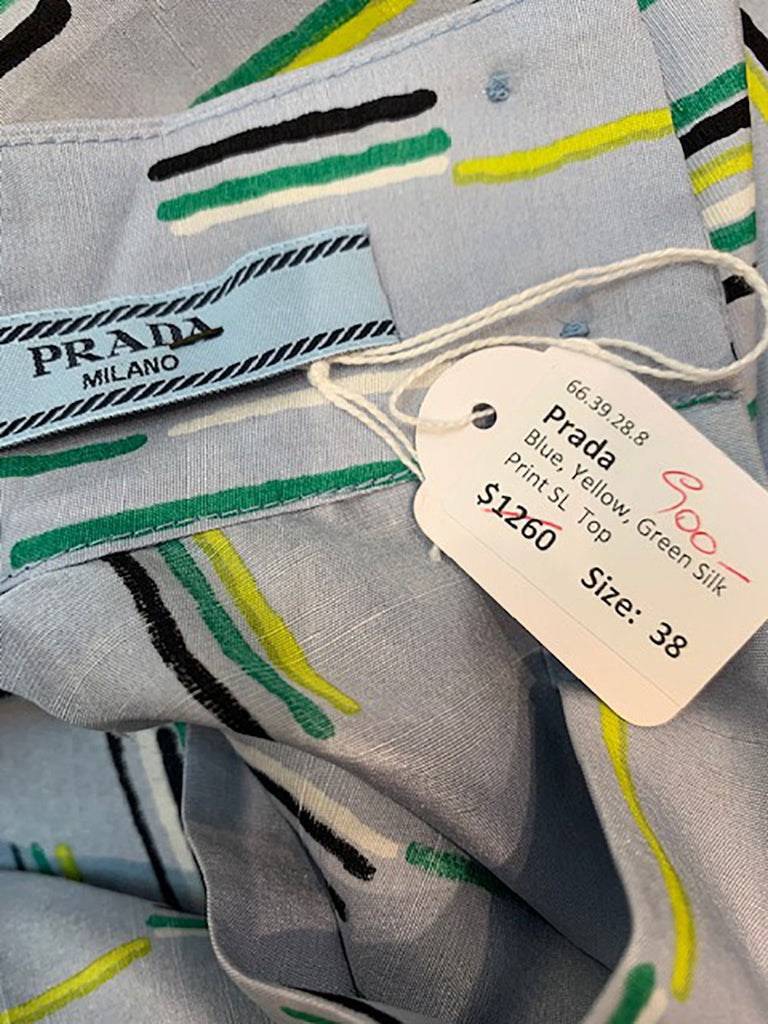 PRADA
MILANO
66.39.28.8
Prada
Blue, Yellow, Green Silk
Print SL Top
$1260
900-
Size: 38